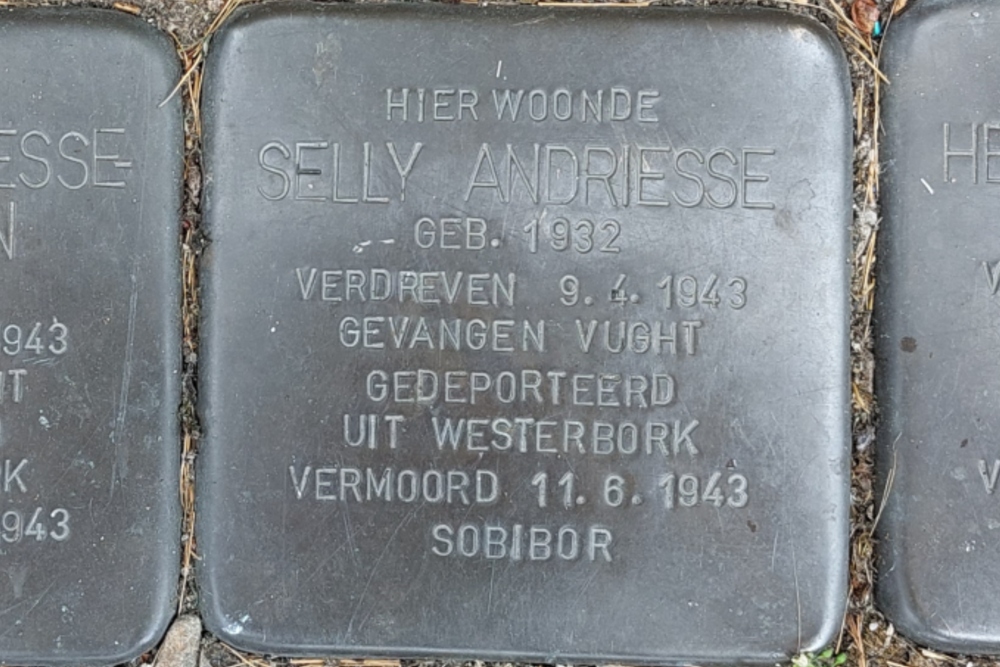 HIER WOONDE
SELLY ANDRIESSE
GEB. 1932
VERDREVEN 9.4.1943
GEVANGEN VUGHT
GEDEPORTEERD
UIT WESTERBORK
VERMOORD 11.6.1943
SOBIBOR